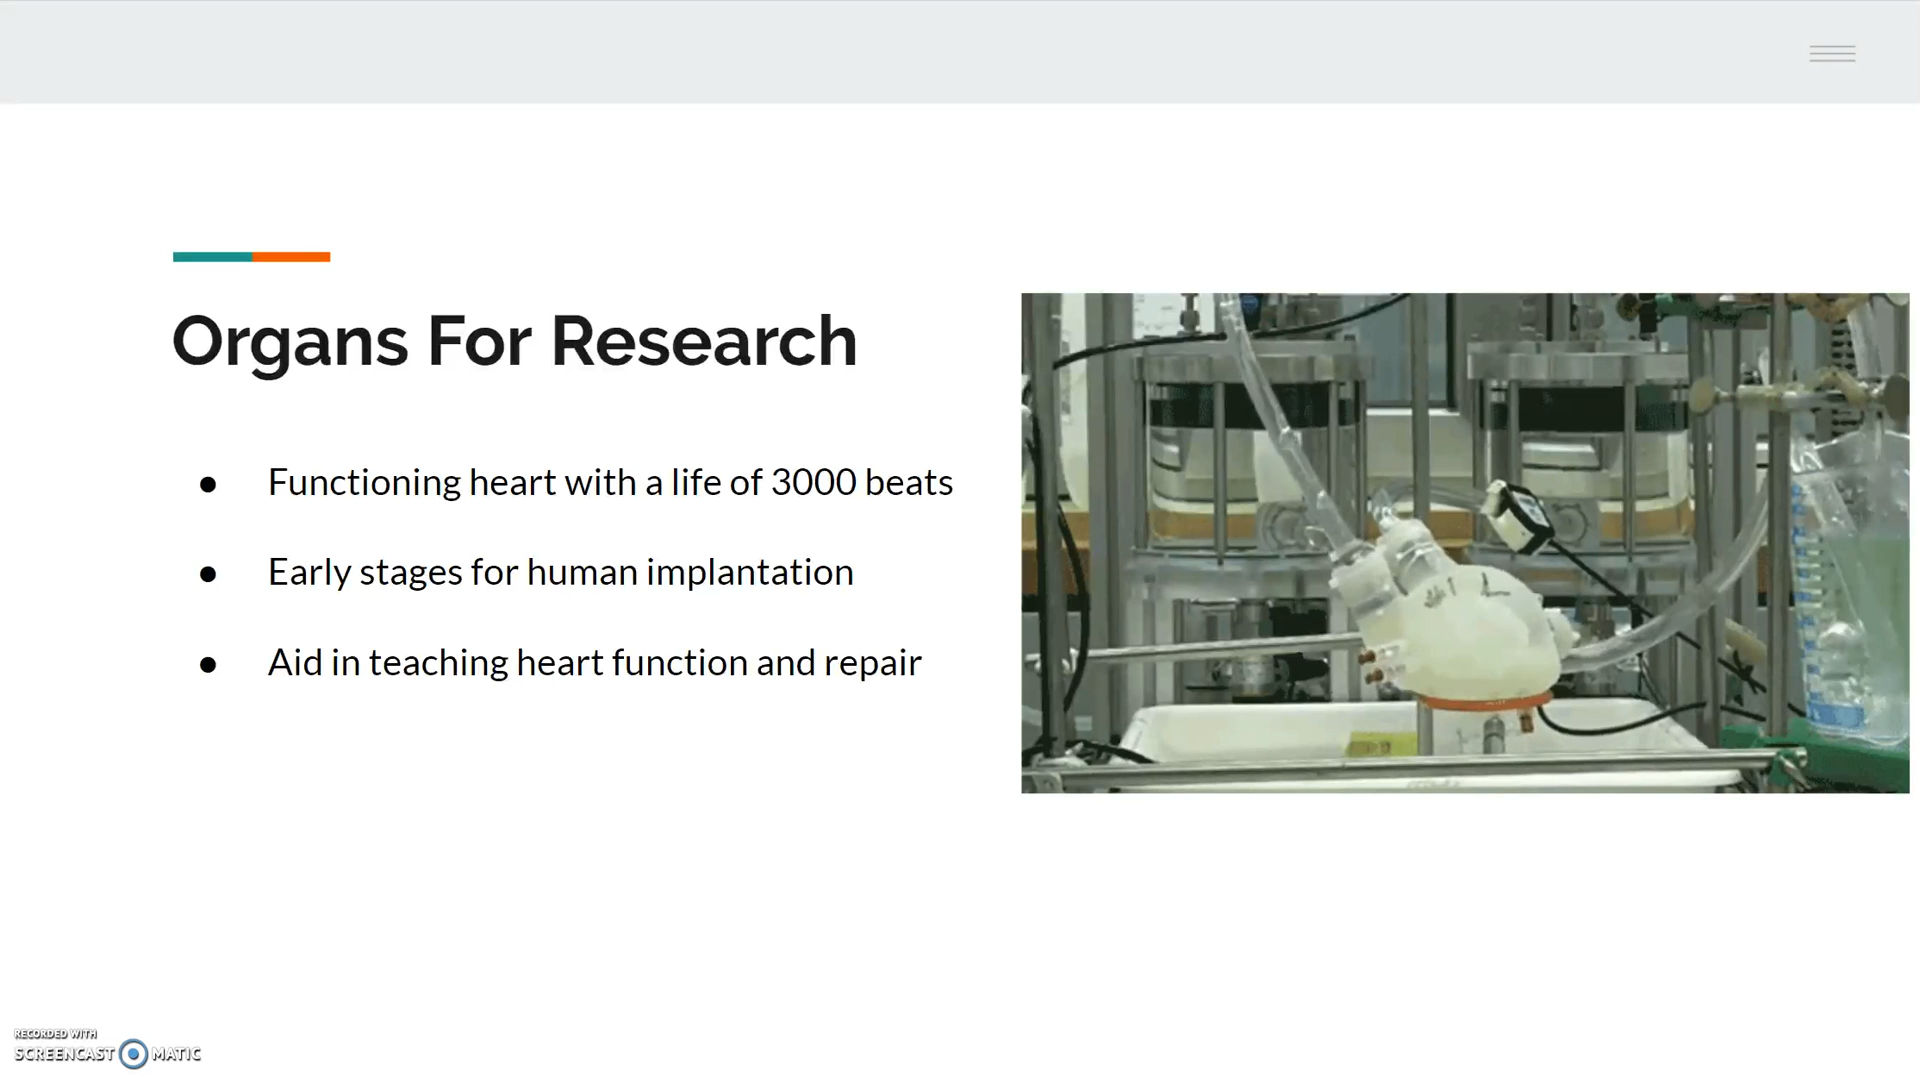 Organs For Research
● Functioning heart with a life of 3000 beats
● Early stages for human implantation
● Aid in teaching heart function and repair
RECORDED WITH
SCREENCAST MATIC